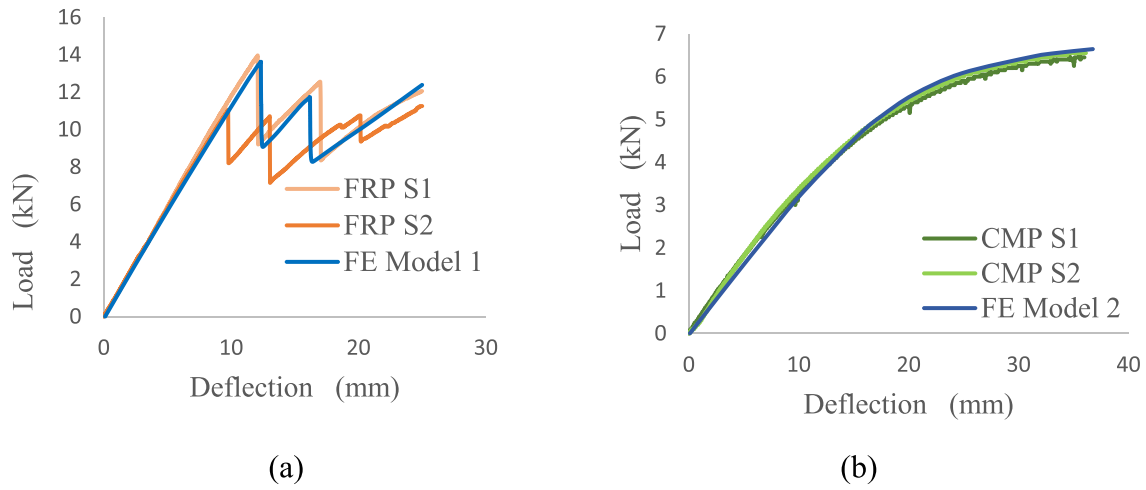 16
14
12
10
8
6
4
2
0
Load (kN)
FRP S1
FRP S2
FE Model 1
0 10 20 30
Deflection (mm)
(a)
7
6
5
4
3
2
1
0
Load (kN)
CMP S1
CMP S2
FE Model 2
0 10 20 30 40
Deflection (mm)
(b)